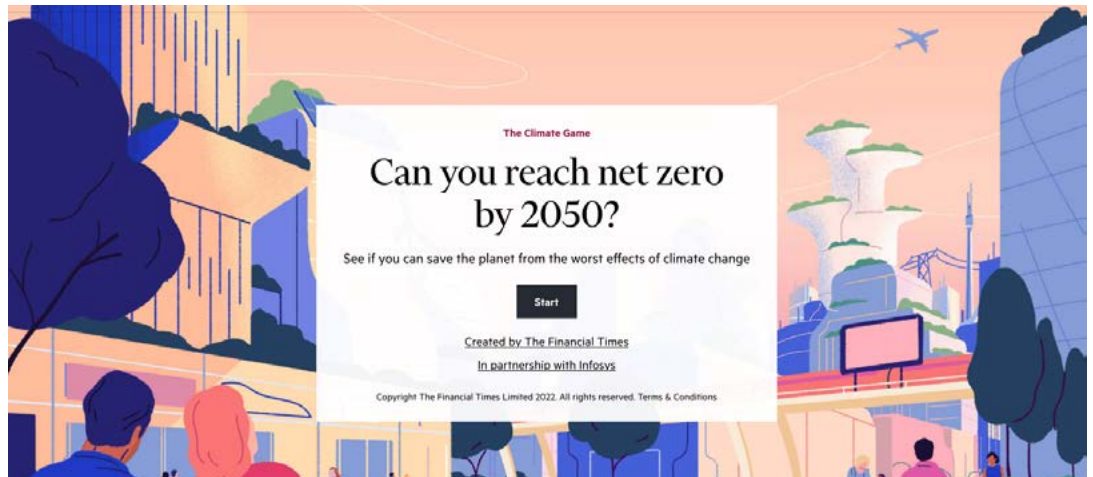 The Climate Game
Can you reach net zero
by 2050?
See if you can save the planet from the worst effects of climate change
Start
Created by The Financial Times
In partnership with Infosys
Copyright The Financial Times Limited 2022. All rights reserved. Terms & Conditions